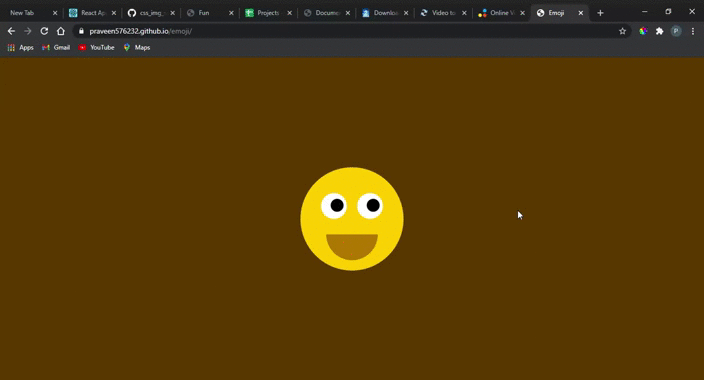 New Tab React Ap css_img_ Fun Projects Docume Downlo Video to Online V Emoji
praveen576232.github.io/emoji/ P
Apps Gmail YouTube Maps